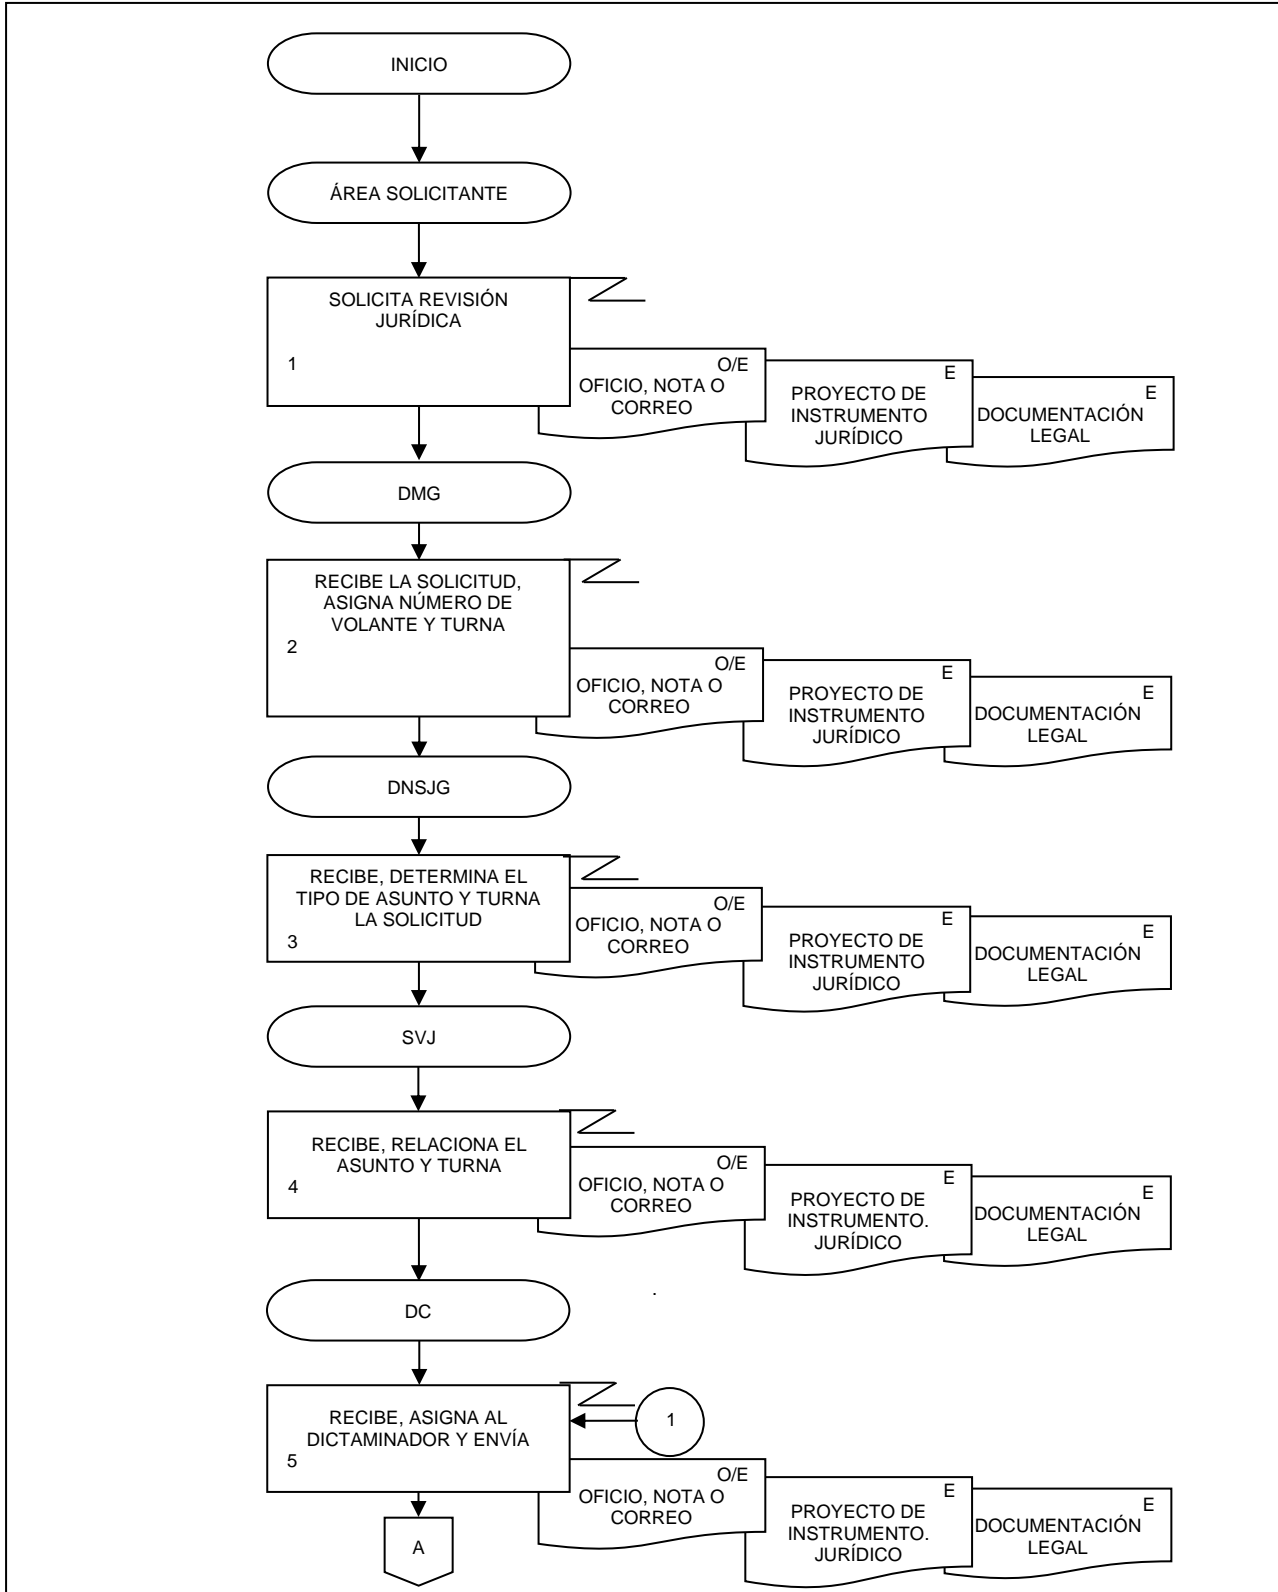 INICIO
ÁREA SOLICITANTE
SOLICITA REVISIÓN
JURÍDICA
1
O/E
OFICIO, NOTA O
CORREO
E
PROYECTO DE
INSTRUMENTO
JURÍDICO
E
DOCUMENTACIÓN
LEGAL
DMG
RECIBE LA SOLICITUD,
ASIGNA NÚMERO DE
VOLANTE Y TURNA
2
O/E
OFICIO, NOTA O
CORREO
E
PROYECTO DE
INSTRUMENTO
JURÍDICO
E
DOCUMENTACIÓN
LEGAL
DNSJG
RECIBE, DETERMINA EL
TIPO DE ASUNTO Y TURNA
LA SOLICITUD
3
O/E
OFICIO, NOTA O
CORREO
E
PROYECTO DE
INSTRUMENTO
JURÍDICO
E
DOCUMENTACIÓN
LEGAL
SVJ
RECIBE, RELACIONA EL
ASUNTO Y TURNA
4
O/E
OFICIO, NOTA O
CORREO
E
PROYECTO DE
INSTRUMENTO.
JURÍDICO
E
DOCUMENTACIÓN
LEGAL
.
DC
RECIBE, ASIGNA AL
DICTAMINADOR Y ENVÍA
5
1
O/E
OFICIO, NOTA O
CORREO
E
PROYECTO DE
INSTRUMENTO.
JURÍDICO
E
DOCUMENTACIÓN
LEGAL
A